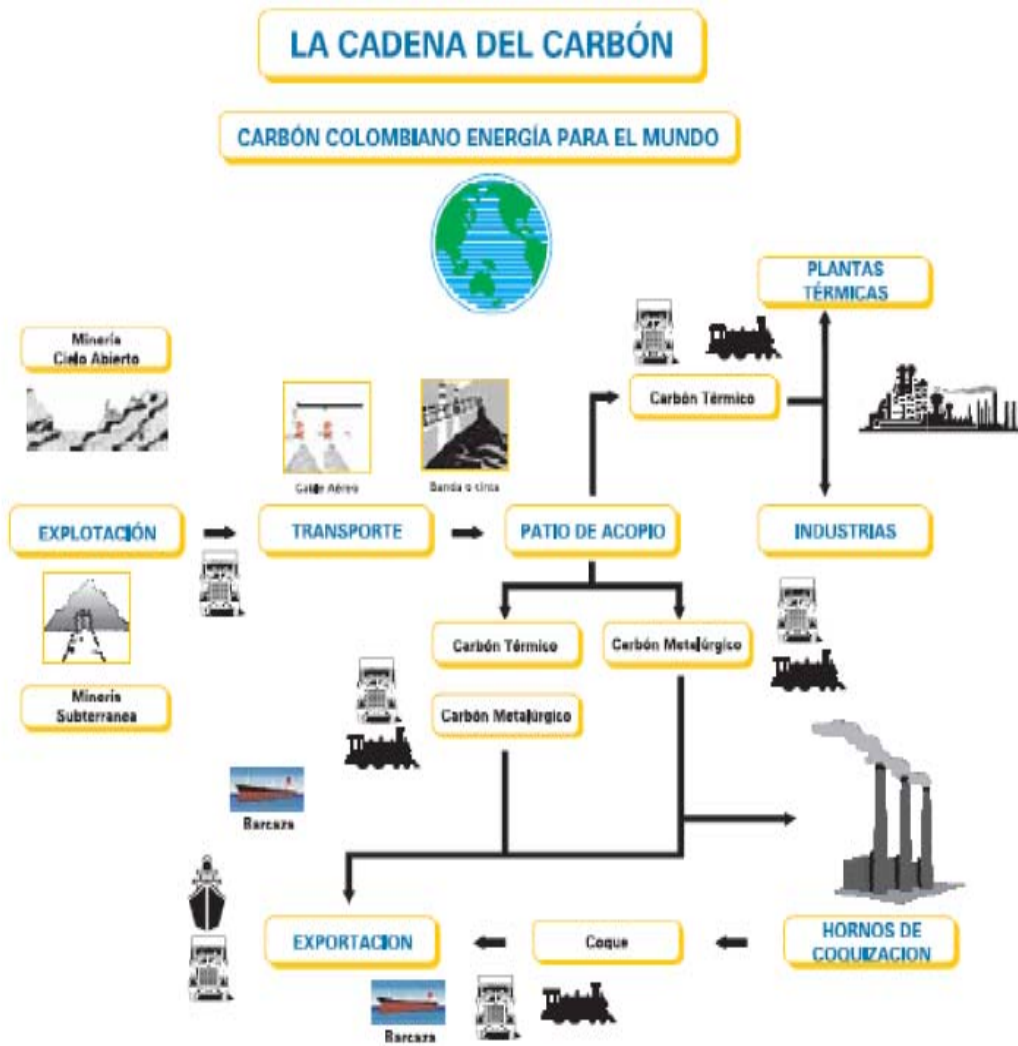 LA CADENA DEL CARBÓN
CARBÓN COLOMBIANO ENERGÍA PARA EL MUNDO
PLANTAS
TÉRMICAS
Minería
Cielo Abierto
Carbón Térmico
Cable Aéreo
Banda o cinta
EXPLOTACIÓN
TRANSPORTE
PATIO DE ACOPIO
INDUSTRIAS
Carbón Térmico
Carbón Metalúrgico
Minería
Subterranea
Carbón Metalúrgico
Barcaza
EXPORTACION
Coque
HORNOS DE
COQUIZACION
Barcaza